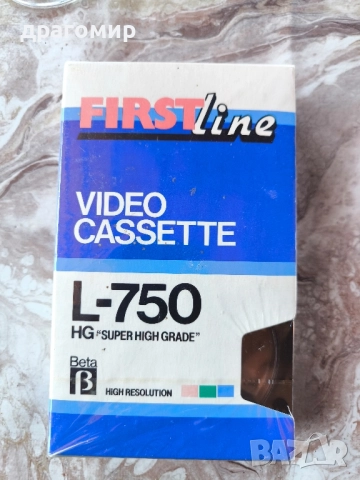 драгомир
FIRST line
VIDEO
CASSETTE
L-750
HG "SUPER HIGH GRADE"
Beta
β
HIGH RESOLUTION
BAZAR